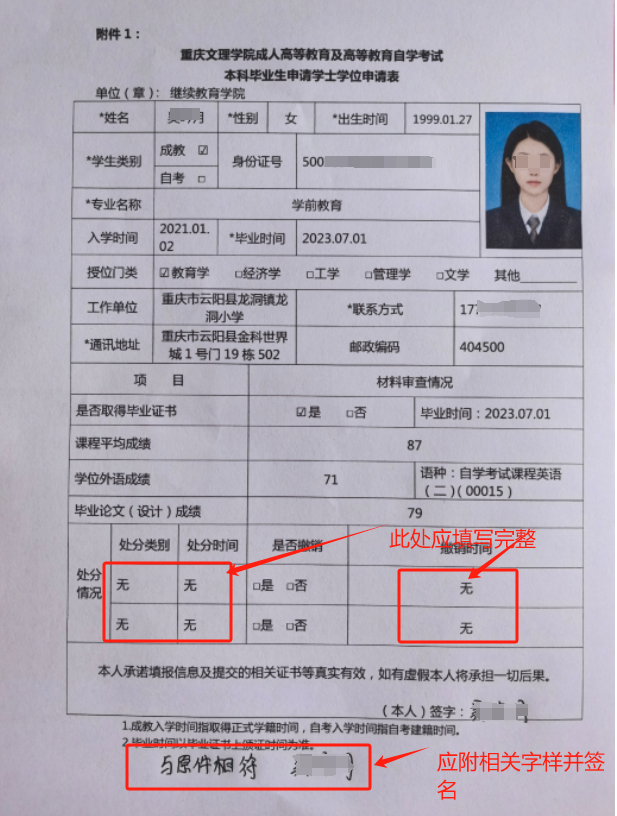 附件1：
重庆文理学院成人高等教育及高等教育自学考试
本科毕业生申请学士学位申请表
单位（章）： 继续教育学院
*姓名 月 *性别 女 *出生时间 1999.01.27
*学生类别 成教 ☑ 自考 □ 身份证号 500
*专业名称 学前教育
入学时间 2021.01.02 *毕业时间 2023.07.01
授位门类 ☑教育学 □经济学 □工学 □管理学 □文学 其他
工作单位 重庆市云阳县龙洞镇龙洞小学 *联系方式 17
*通讯地址 重庆市云阳县金科世界城1号门19栋502 邮政编码 404500
项 目 材料审查情况
是否取得毕业证书 ☑是 □否 毕业时间：2023.07.01
课程平均成绩 87
学位外语成绩 71 语种：自学考试课程英语（二）(00015)
毕业论文（设计）成绩 79
处分情况 处分类别 处分时间 是否撤销 撤销时间
此处应填写完整
无 无 □是 □否 无
无 无 □是 □否 无
本人承诺填报信息及提交的相关证书等真实有效，如有虚假本人将承担一切后果。
（本人）签字：
1.成教入学时间指取得正式学籍时间，自考入学时间指自考建籍时间。
2.毕业时间以毕业证书上颁证时间为准。
与原件相符
应附相关字样并签名